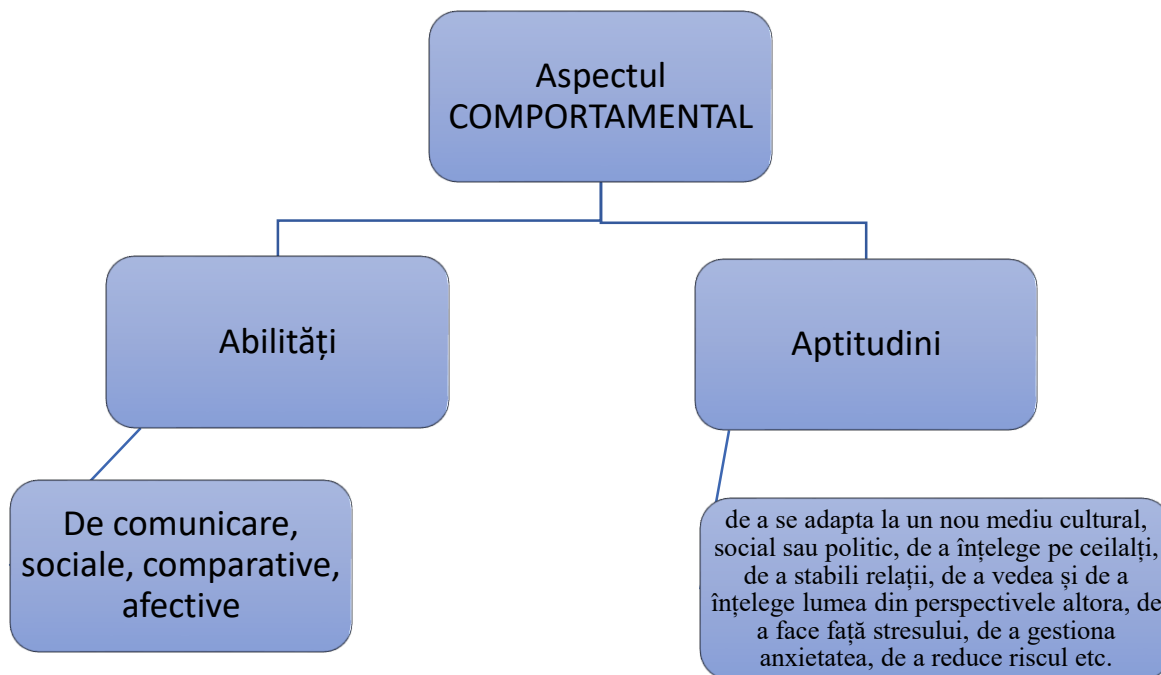 Aspectul
COMPORTAMENTAL
Abilități
Aptitudini
De comunicare,
sociale, comparative,
afective
de a se adapta la un nou mediu cultural,
social sau politic, de a înțelege pe ceilalți,
de a stabili relații, de a vedea și de a
înțelege lumea din perspectivele altora, de
a face față stresului, de a gestiona
anxietatea, de a reduce riscul etc.